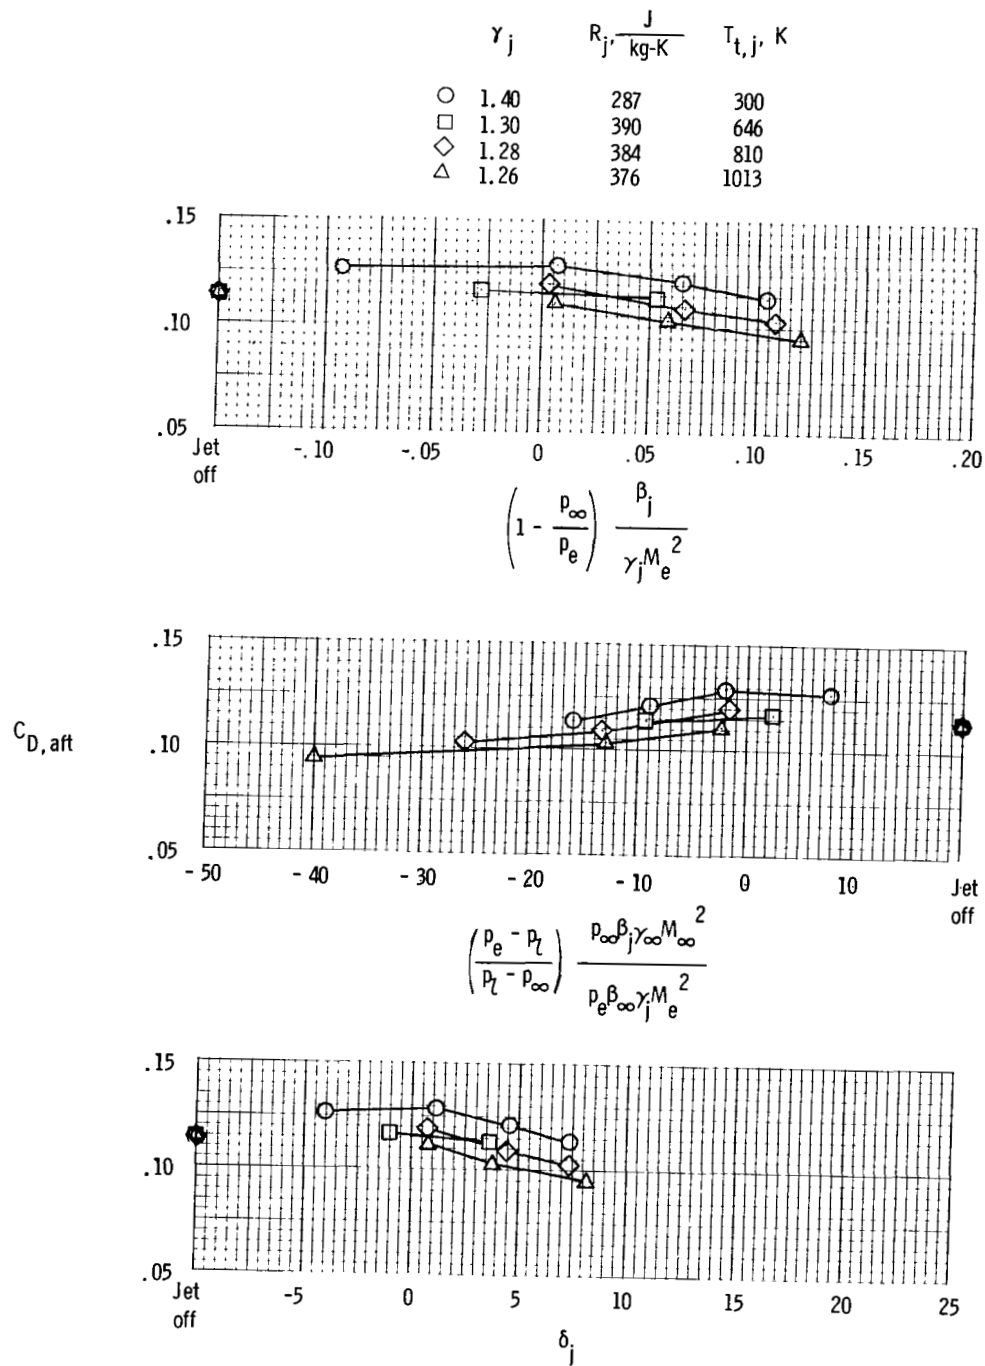 γj Rj, J/kg-K Tt,j, K
○ 1.40 287 300
□ 1.30 390 646
◇ 1.28 384 810
△ 1.26 376 1013
.15
.10
.05
Jet off -.10 -.05 0 .05 0.10 .15 .20
(1 - p∞/pe) βj/γjMe²
.15
CD, aft
.10
.05
-50 -40 -30 -20 -10 0 10 Jet off
(pe - pl/pl - p∞) p∞βjγ∞M∞²/peβ∞γjMe²
.15
.10
.05
Jet off -5 0 5 10 15 20 25
δj